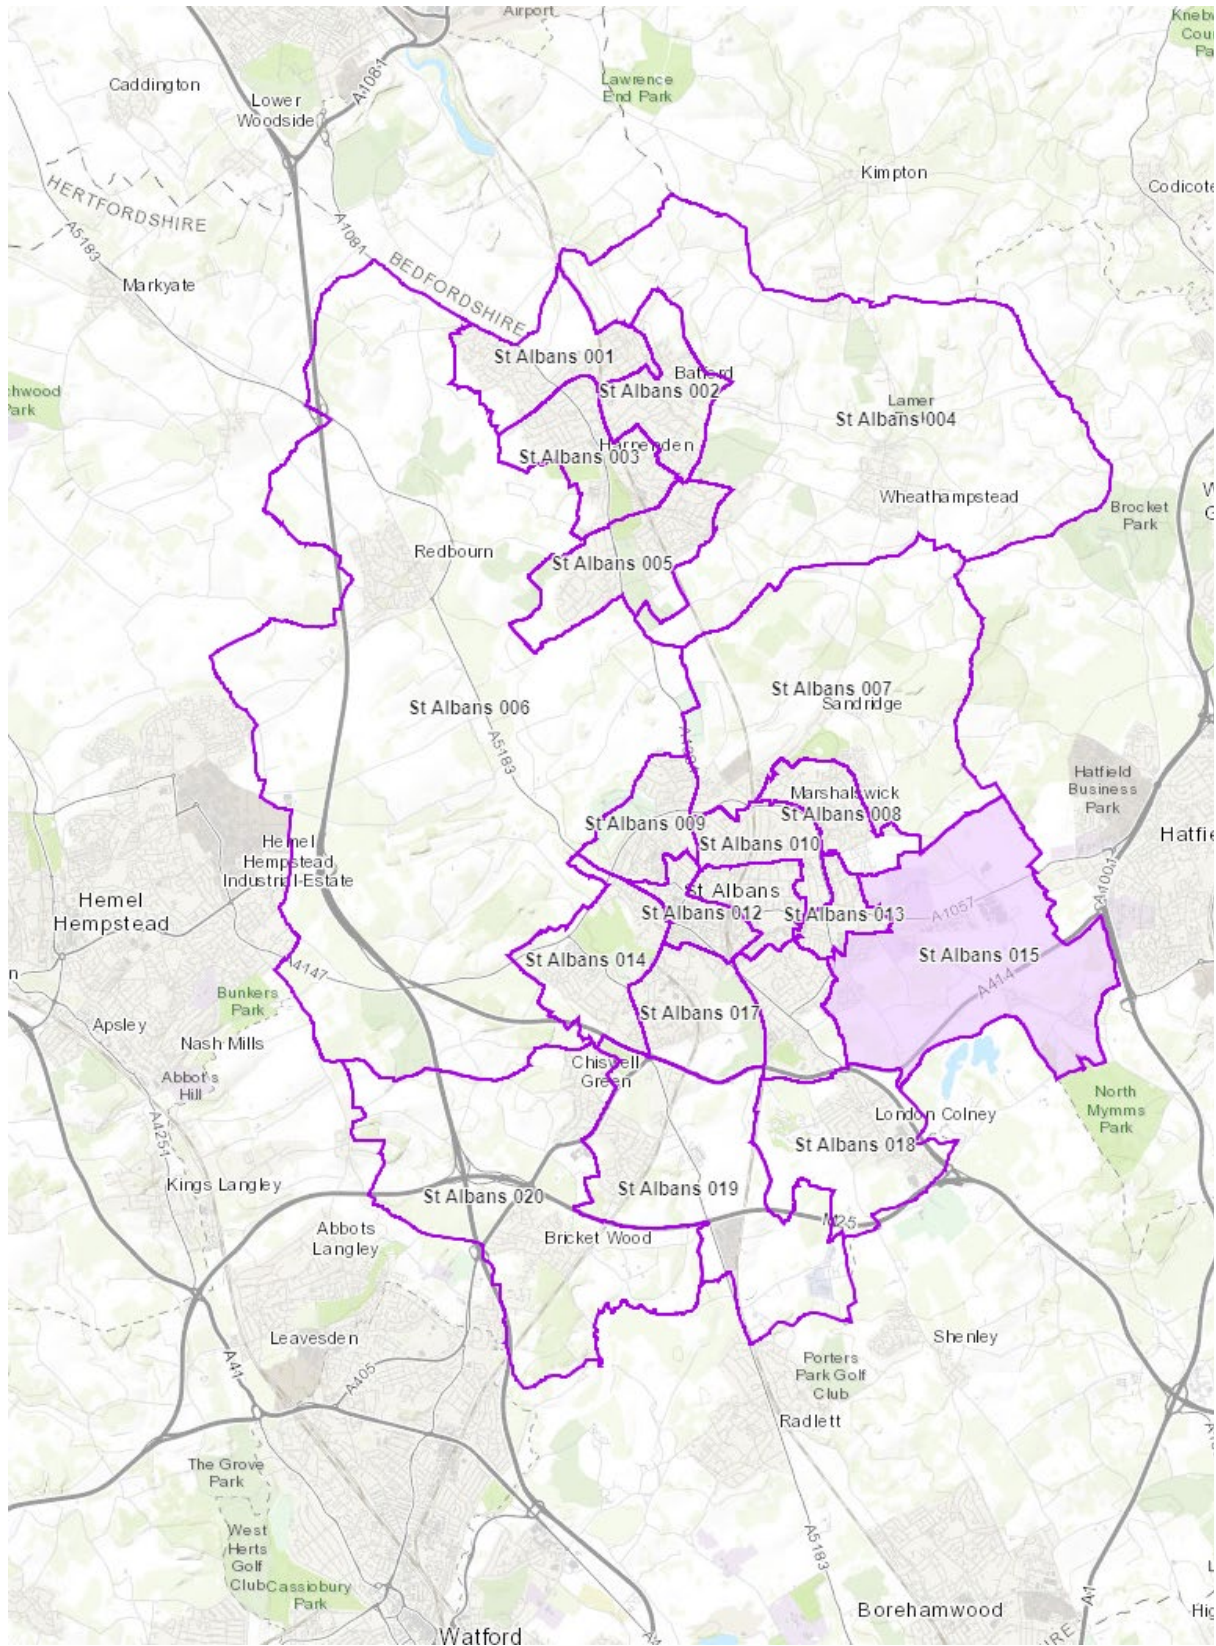 Airport
Caddington
Lawrence
End Park
A1081
Lower
Woodside
Kimpton
HERTFORDSHIRE
A5183
A1081
BEDFORDSHIRE
Markyate
St Albans 001
St Albans 002
Lamer
St Albans 004
Harpenden
St Albans 003
Wheathampstead
Brocket
Park
Redbourn
St Albans 005
St Albans 007
Sandridge
St Albans 006
A5183
Hatfield
Business
Park
Marshalswick
St Albans 008
St Albans 009
St Albans 010
Hemel
Hempstead
Industrial Estate
Hemel
Hempstead
St Albans
St Albans 012
St Albans 013
A1057
A1001
St Albans 015
St Albans 014
A4147
A414
Bunkers
Park
St Albans 017
Apsley
Nash Mills
Chiswell
Green
Abbot's
Hill
North
Mymms
Park
London Colney
A4251
St Albans 018
Kings Langley
St Albans 020
St Albans 019
M25
Abbots
Langley
Bricket Wood
Leavesden
Shenley
A41
A405
Porters
Park Golf
Club
Radlett
The Grove
Park
West
Herts
Golf
Club
Cassiobury
Park
A5183
A1
Borehamwood
Watford